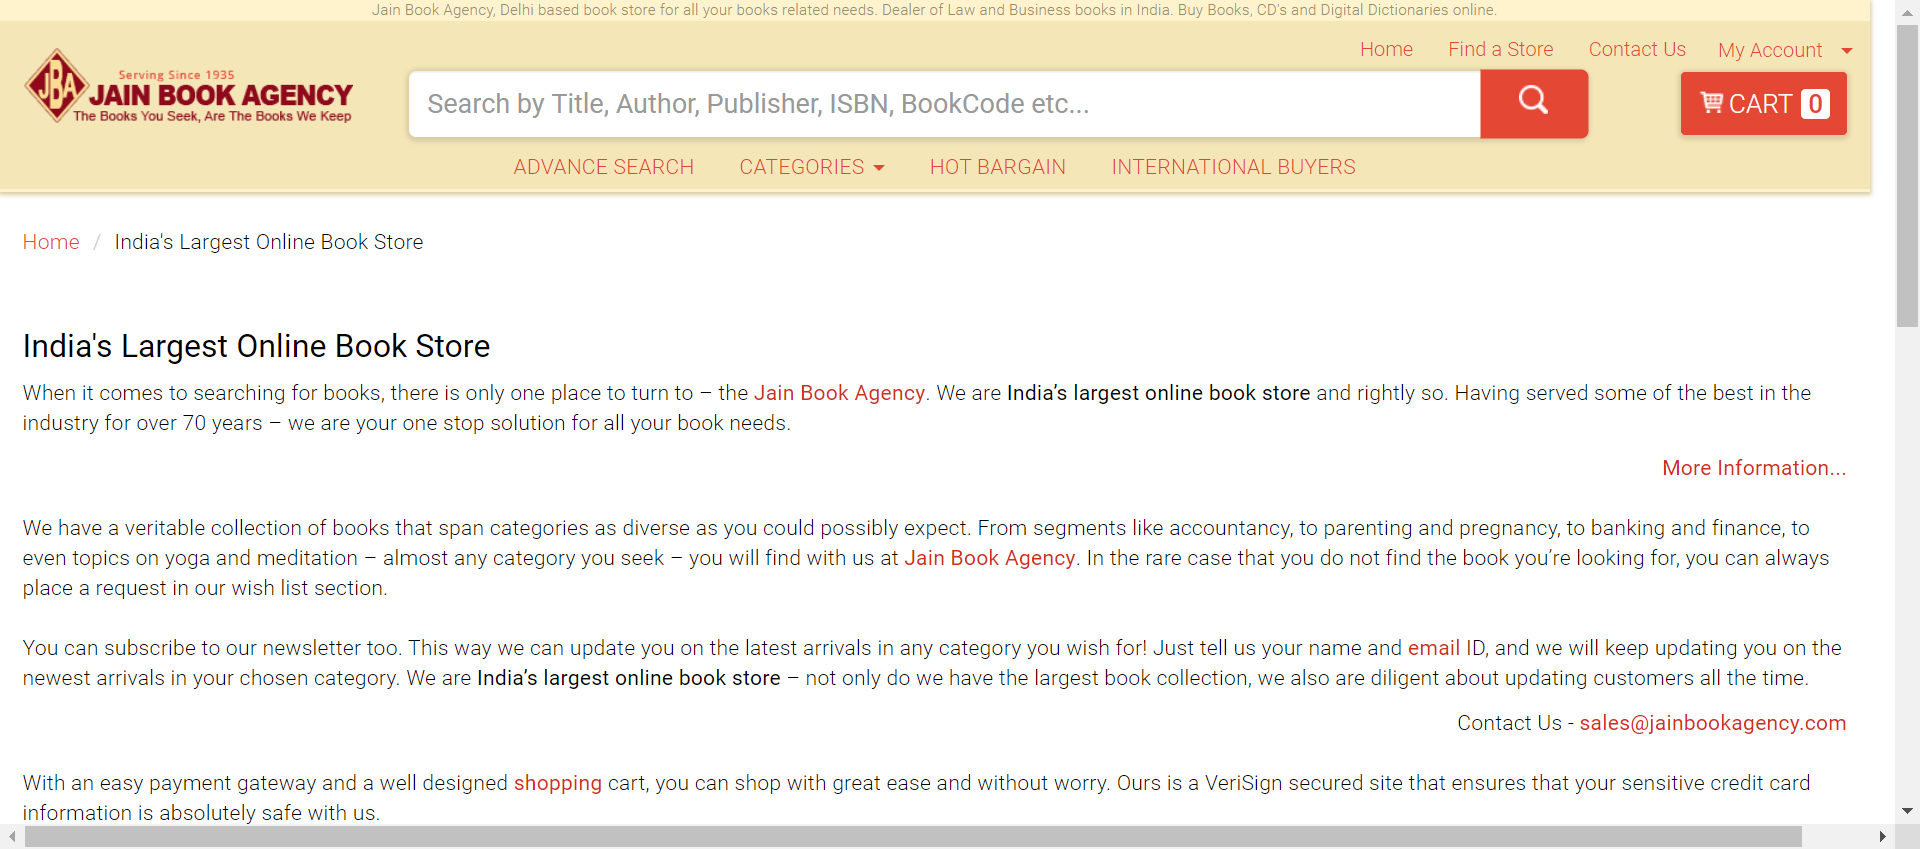 Jain Book Agency, Delhi based book store for all your books related needs. Dealer of Law and Business books in India. Buy Books, CD's and Digital Dictionaries online.
Home Find a Store Contact Us My Account
JBA
Serving Since 1935
JAIN BOOK AGENCY
The Books You Seek, Are The Books We Keep
Search by Title, Author, Publisher, ISBN, BookCode etc...
CART 0
ADVANCE SEARCH CATEGORIES HOT BARGAIN INTERNATIONAL BUYERS
Home / India's Largest Online Book Store
India's Largest Online Book Store
When it comes to searching for books, there is only one place to turn to – the Jain Book Agency. We are India’s largest online book store and rightly so. Having served some of the best in the
industry for over 70 years – we are your one stop solution for all your book needs.
More Information...
We have a veritable collection of books that span categories as diverse as you could possibly expect. From segments like accountancy, to parenting and pregnancy, to banking and finance, to
even topics on yoga and meditation – almost any category you seek – you will find with us at Jain Book Agency. In the rare case that you do not find the book you’re looking for, you can always
place a request in our wish list section.
You can subscribe to our newsletter too. This way we can update you on the latest arrivals in any category you wish for! Just tell us your name and email ID, and we will keep updating you on the
newest arrivals in your chosen category. We are India’s largest online book store – not only do we have the largest book collection, we also are diligent about updating customers all the time.
Contact Us - sales@jainbookagency.com
With an easy payment gateway and a well designed shopping cart, you can shop with great ease and without worry. Ours is a VeriSign secured site that ensures that your sensitive credit card
information is absolutely safe with us.